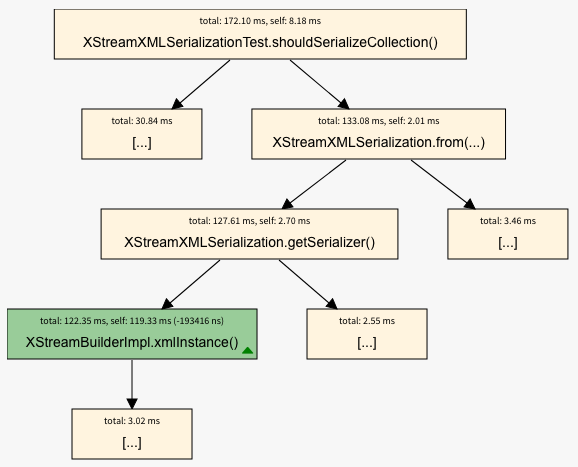 total: 172.10 ms, self: 8.18 ms
XStreamXMLSerializationTest.shouldSerializeCollection()
total: 30.84 ms
[...]
total: 133.08 ms, self: 2.01 ms
XStreamXMLSerialization.from(...)
total: 127.61 ms, self: 2.70 ms
XStreamXMLSerialization.getSerializer()
total: 3.46 ms
[...]
total: 122.35 ms, self: 119.33 ms (-193416 ns)
XStreamBuilderImpl.xmlInstance()
total: 2.55 ms
[...]
total: 3.02 ms
[...]